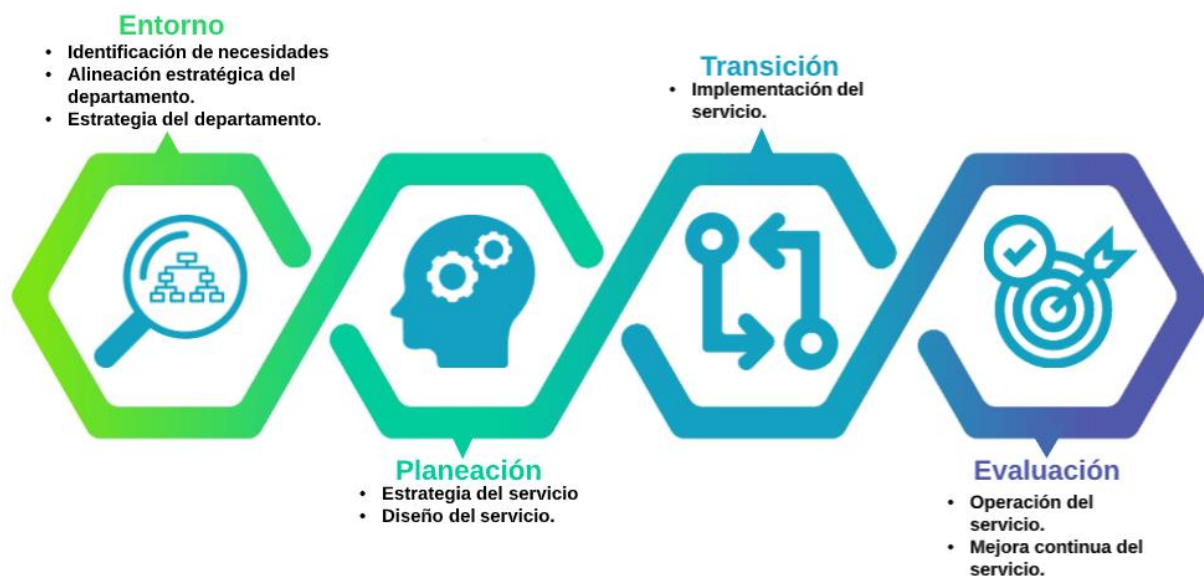 Entorno
• Identificación de necesidades
• Alineación estratégica del
departamento.
• Estrategia del departamento.
Planeación
• Estrategia del servicio
• Diseño del servicio.
Transición
• Implementación del
servicio.
Evaluación
• Operación del
servicio.
• Mejora continua del
servicio.